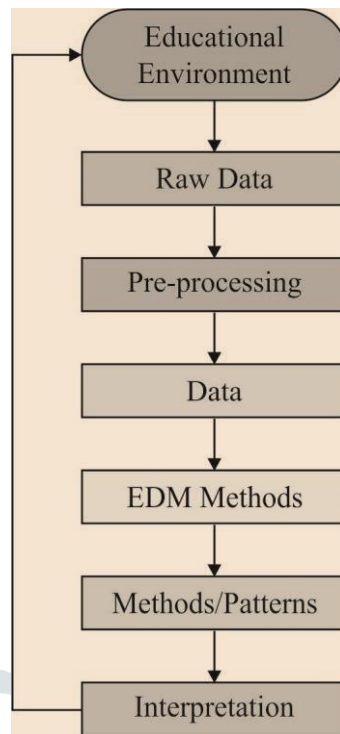 Educational
Environment
Raw Data
Pre-processing
Data
EDM Methods
Methods/Patterns
Interpretation